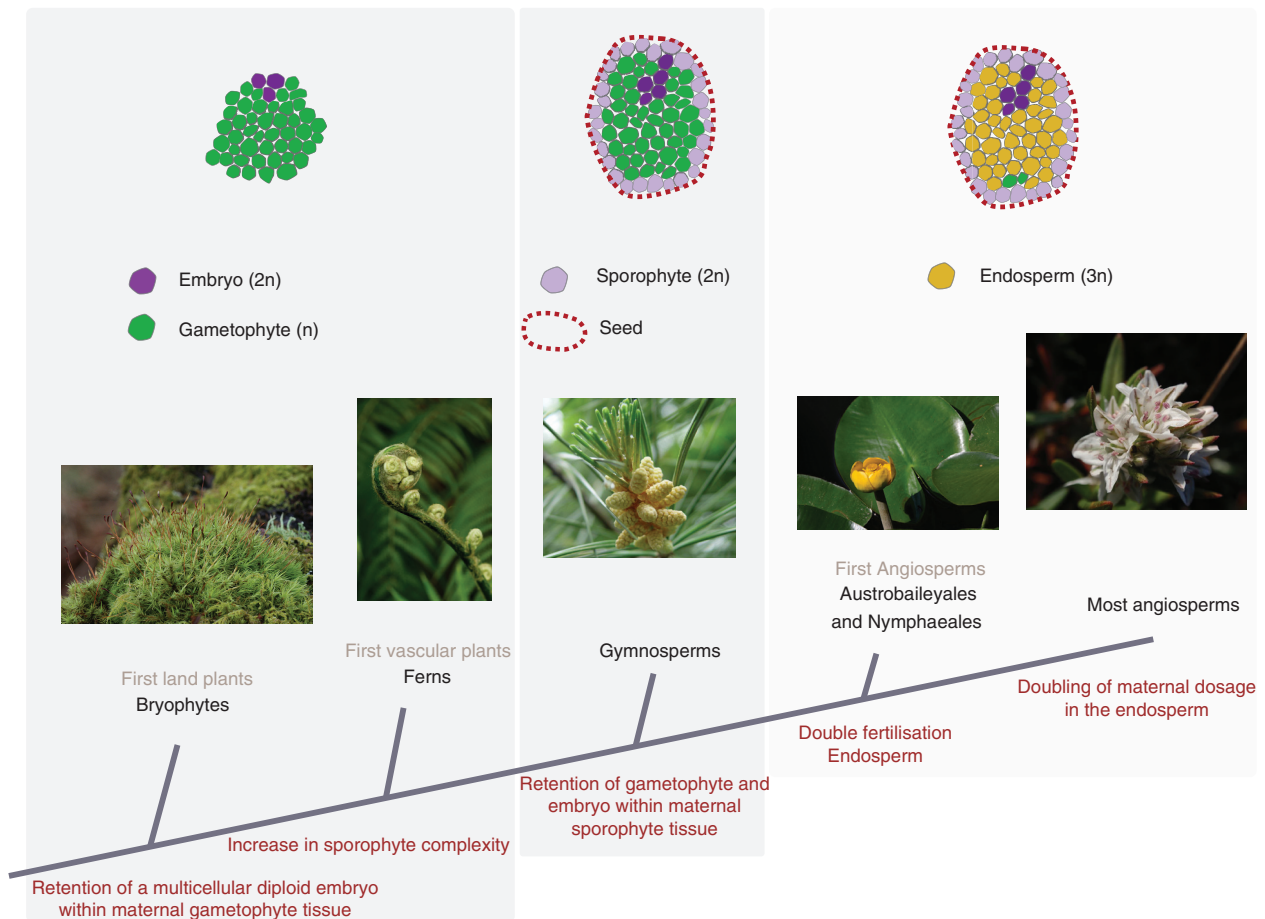 Embryo (2n)
Gametophyte (n)
Sporophyte (2n)
Seed
Endosperm (3n)
First land plants
Bryophytes
First vascular plants
Ferns
Gymnosperms
First Angiosperms
Austrobaileyales
and Nymphaeales
Most angiosperms
Retention of a multicellular diploid embryo
within maternal gametophyte tissue
Increase in sporophyte complexity
Retention of gametophyte and
embryo within maternal
sporophyte tissue
Double fertilisation
Endosperm
Doubling of maternal dosage
in the endosperm